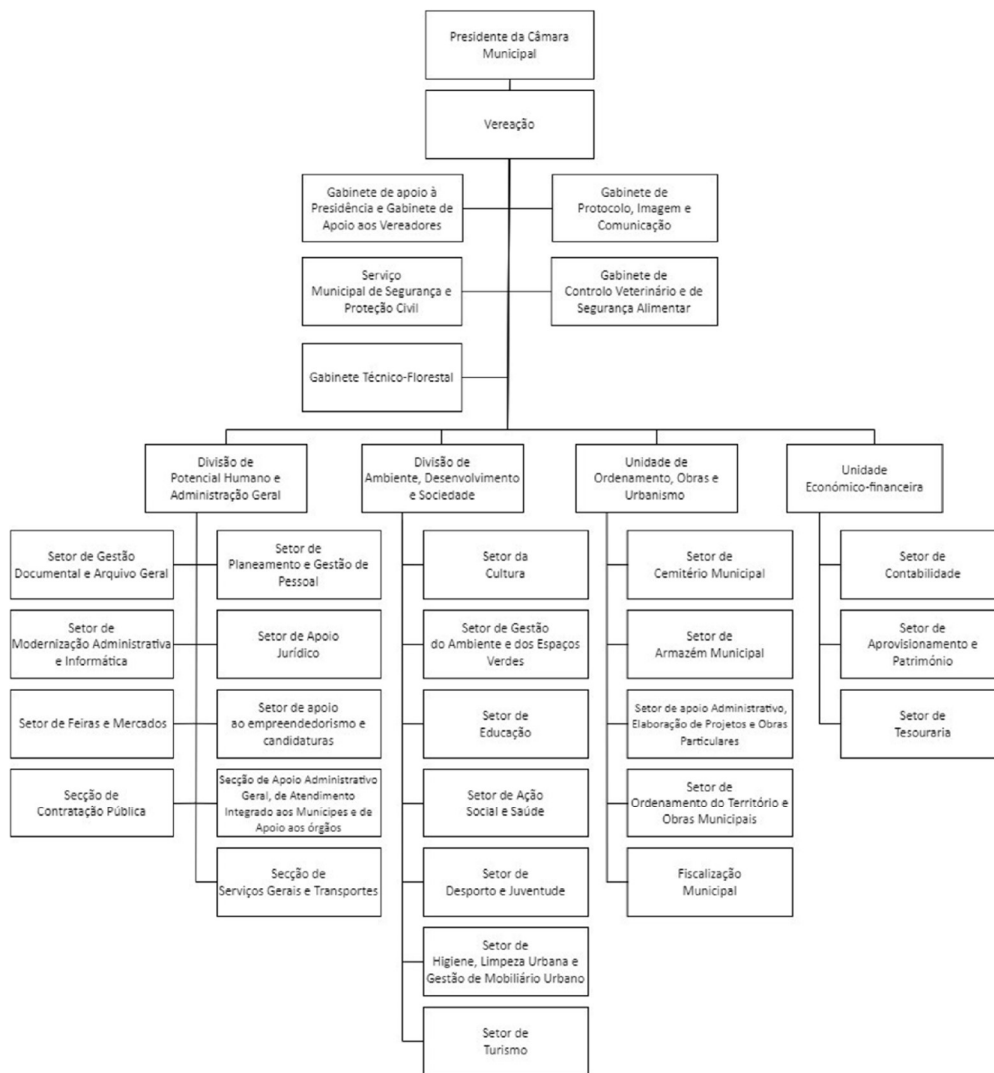 Presidente da Câmara
Municipal
Vereação
Gabinete de apoio à
Presidência e Gabinete de
Apoio aos Vereadores
Gabinete de
Protocolo, Imagem e
Comunicação
Serviço
Municipal de Segurança e
Proteção Civil
Gabinete de
Controlo Veterinário e de
Segurança Alimentar
Gabinete Técnico-Florestal
Divisão de
Potencial Humano e
Administração Geral
Divisão de
Ambiente, Desenvolvimento
e Sociedade
Unidade de
Ordenamento, Obras e
Urbanismo
Unidade
Económico-financeira
Setor de Gestão
Documental e Arquivo Geral
Setor de
Planeamento e Gestão de
Pessoal
Setor da
Cultura
Setor de
Cemitério Municipal
Setor de
Contabilidade
Setor de
Modernização Administrativa
e Informática
Setor de Apoio
Jurídico
Setor de Gestão
do Ambiente e dos Espaços
Verdes
Setor de
Armazém Municipal
Setor de
Aprovisionamento e
Património
Setor de Feiras e Mercados
Setor de apoio
ao empreendedorismo e
candidaturas
Setor de
Educação
Setor de apoio Administrativo,
Elaboração de Projetos e Obras
Particulares
Setor de
Tesouraria
Secção de
Contratação Pública
Secção de Apoio Administrativo
Geral, de Atendimento
Integrado aos Municipes e de
Apoio aos órgãos
Setor de Ação
Social e Saúde
Setor de
Ordenamento do Território e
Obras Municipais
Secção de
Serviços Gerais e Transportes
Setor de
Desporto e Juventude
Fiscalização
Municipal
Setor de
Higiene, Limpeza Urbana e
Gestão de Mobiliário Urbano
Setor de
Turismo